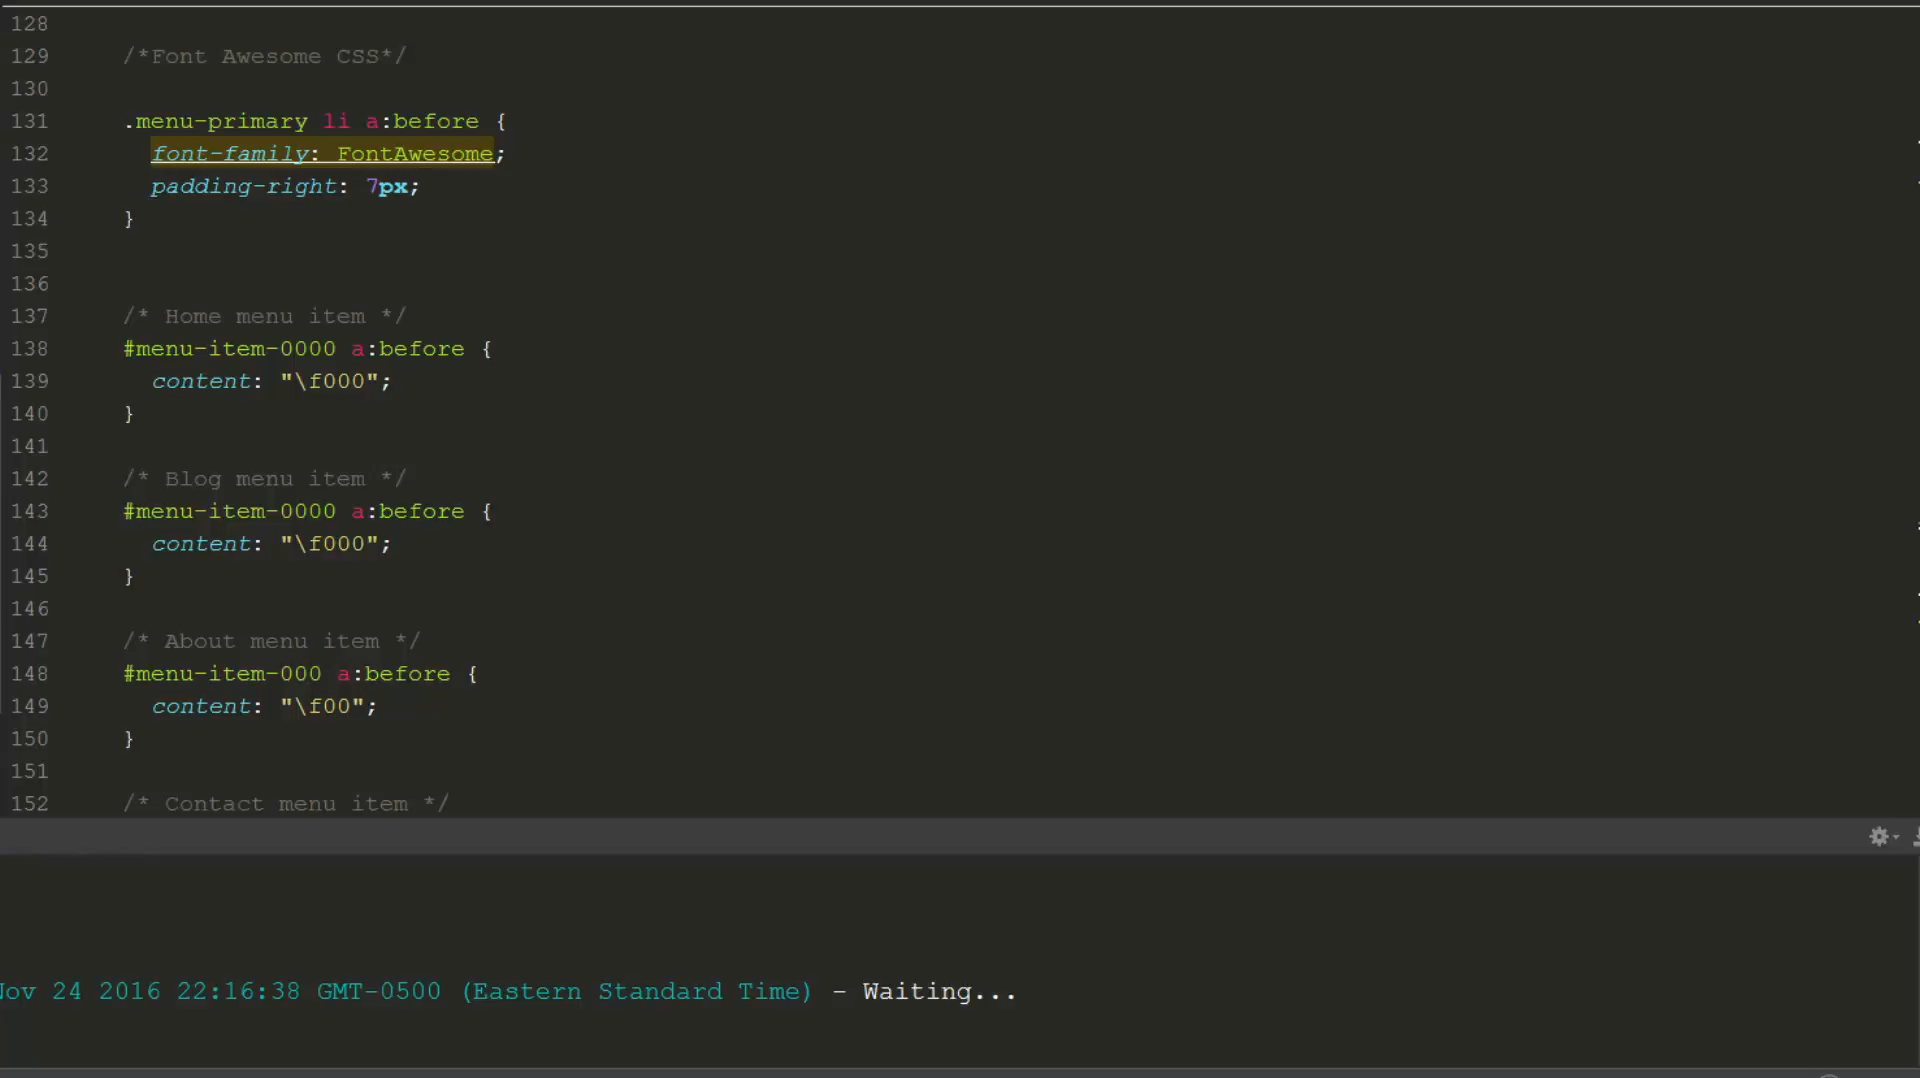 128
129 /*Font Awesome CSS*/
130
131 .menu-primary li a:before {
132 font-family: FontAwesome;
133 padding-right: 7px;
134 }
135
136
137 /* Home menu item */
138 #menu-item-0000 a:before {
139 content: "\f000";
140 }
141
142 /* Blog menu item */
143 #menu-item-0000 a:before {
144 content: "\f000";
145 }
146
147 /* About menu item */
148 #menu-item-000 a:before {
149 content: "\f00";
150 }
151
152 /* Contact menu item */
Nov 24 2016 22:16:38 GMT-0500 (Eastern Standard Time) - Waiting...